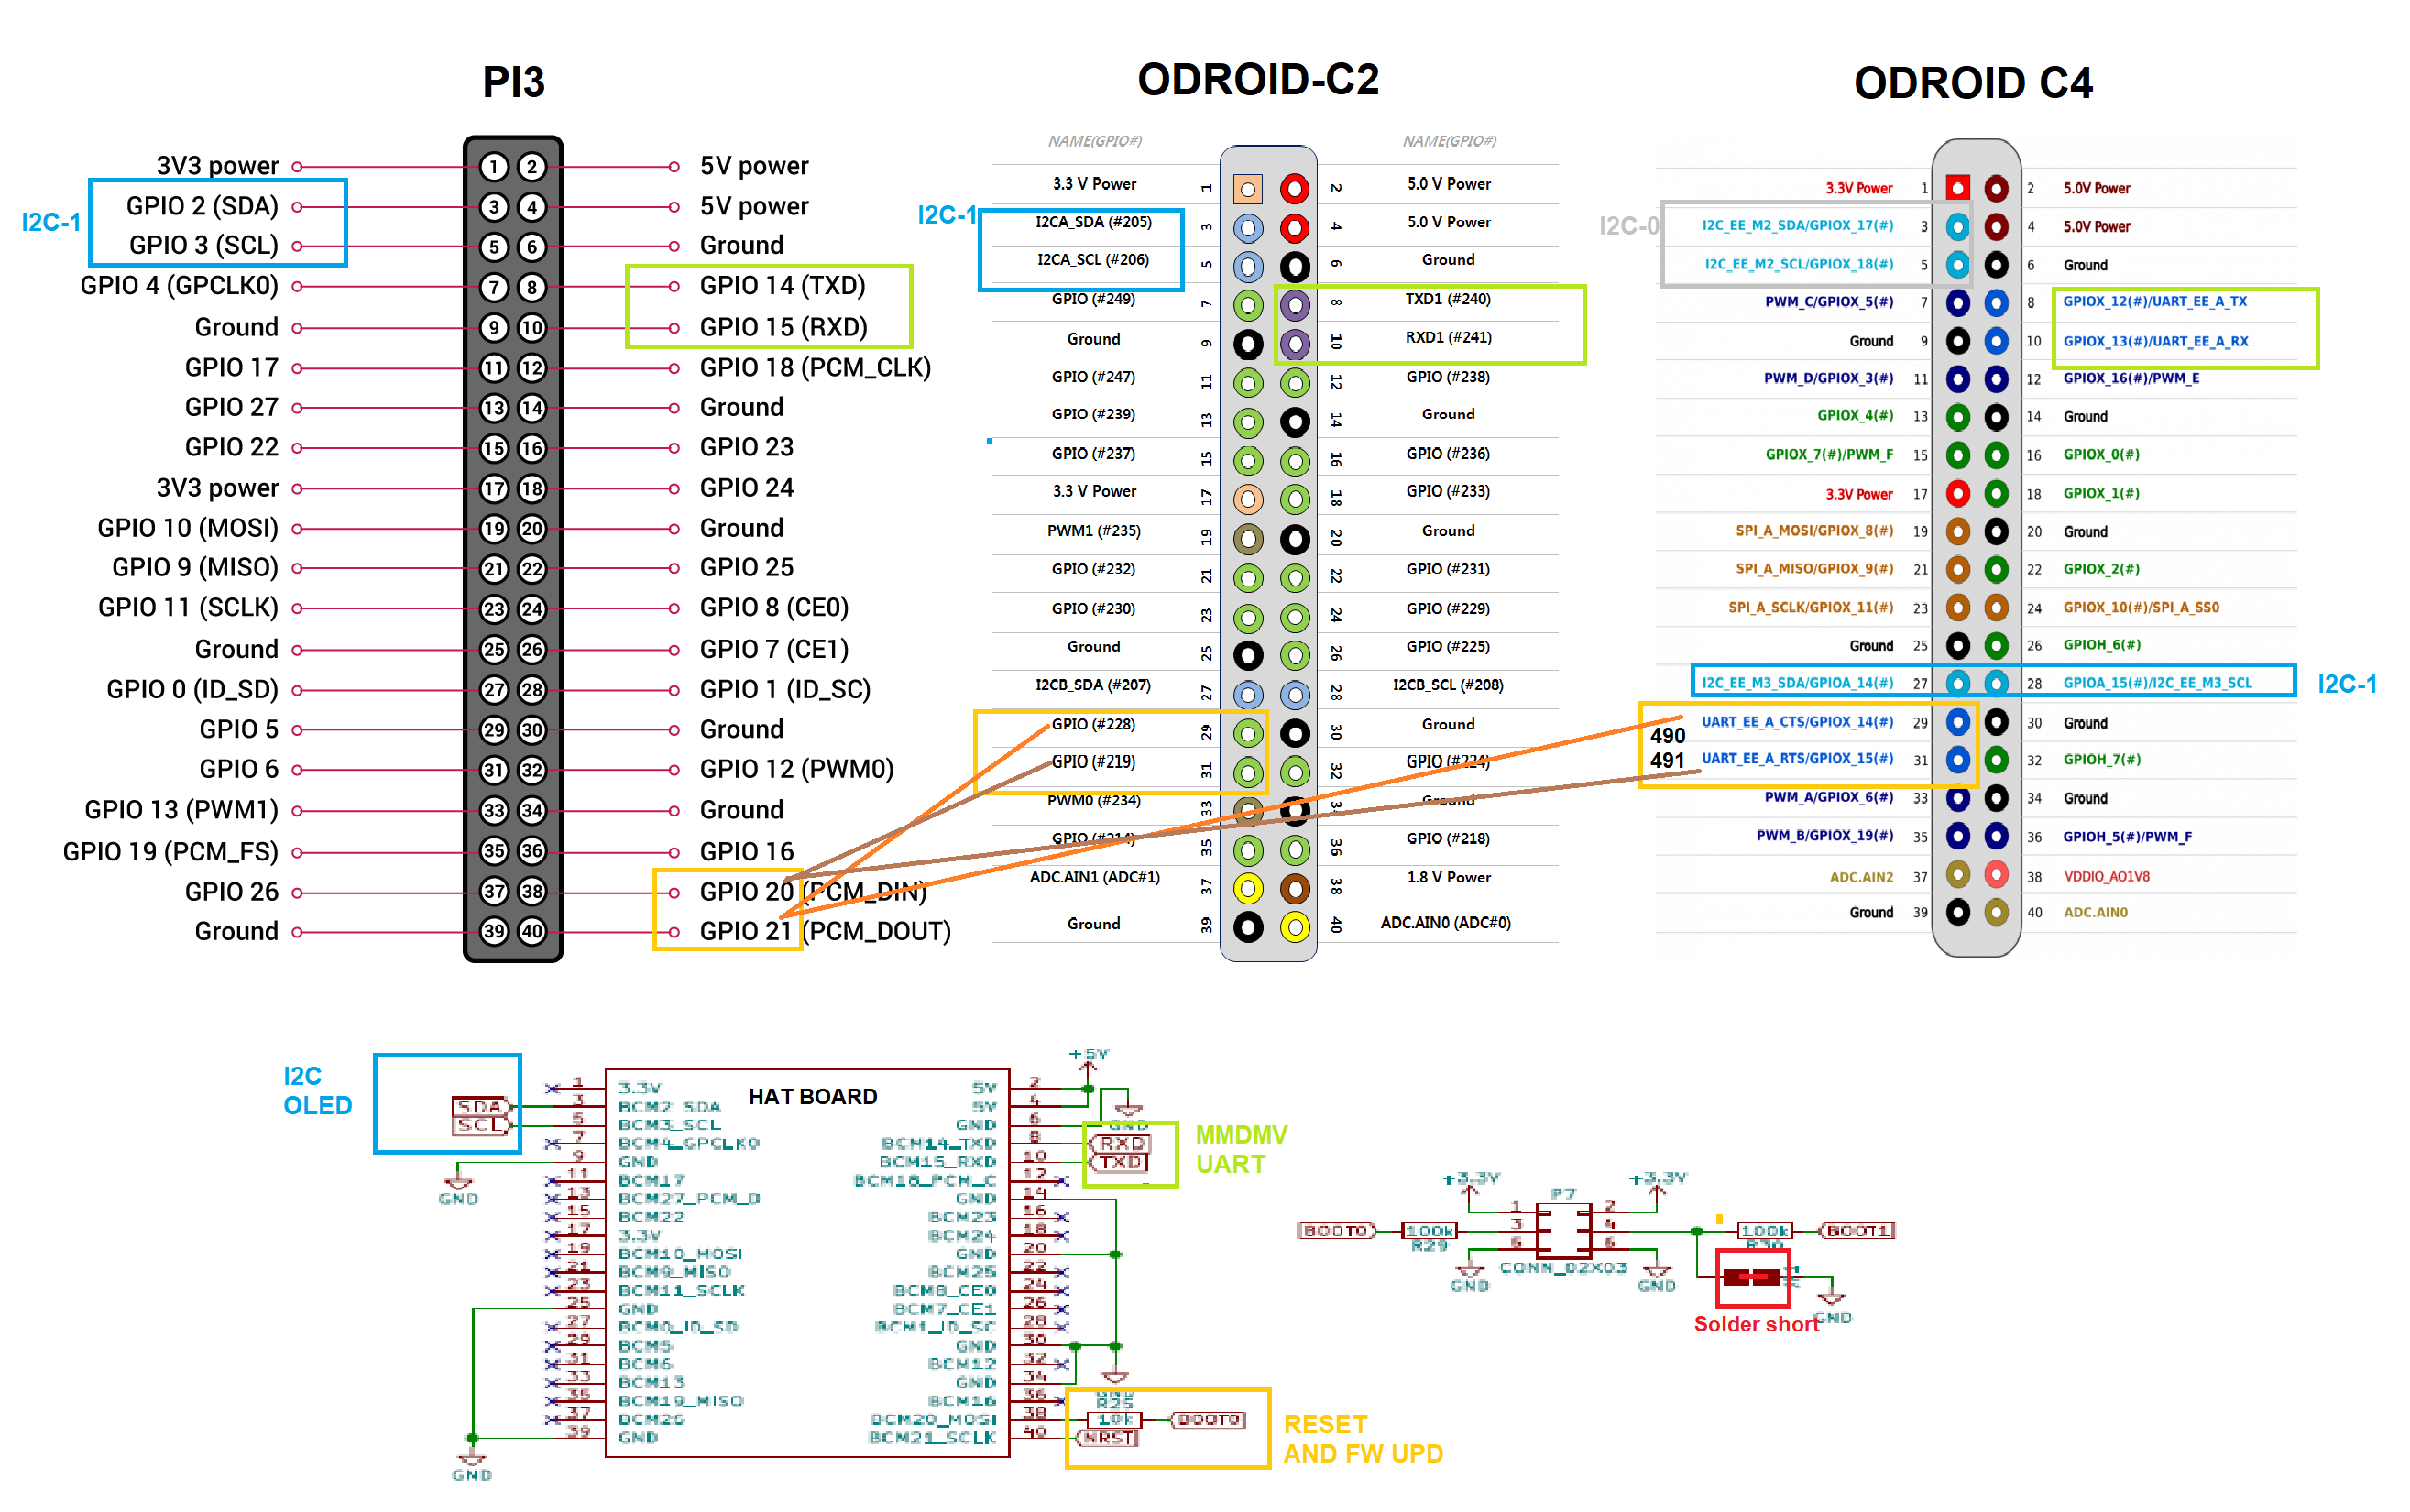 PI3
3V3 power 1 2 5V power
I2C-1
GPIO 2 (SDA) 3 4 5V power
GPIO 3 (SCL) 5 6 Ground
GPIO 4 (GPCLK0) 7 8 GPIO 14 (TXD)
Ground 9 10 GPIO 15 (RXD)
GPIO 17 11 12 GPIO 18 (PCM_CLK)
GPIO 27 13 14 Ground
GPIO 22 15 16 GPIO 23
3V3 power 17 18 GPIO 24
GPIO 10 (MOSI) 19 20 Ground
GPIO 9 (MISO) 21 22 GPIO 25
GPIO 11 (SCLK) 23 24 GPIO 8 (CE0)
Ground 25 26 GPIO 7 (CE1)
GPIO 0 (ID_SD) 27 28 GPIO 1 (ID_SC)
GPIO 5 29 30 Ground
GPIO 6 31 32 GPIO 12 (PWM0)
GPIO 13 (PWM1) 33 34 Ground
GPIO 19 (PCM_FS) 35 36 GPIO 16
GPIO 26 37 38 GPIO 20 (PCM_DIN)
Ground 39 40 GPIO 21 (PCM_DOUT)
ODROID-C2
NAME(GPIO#) NAME(GPIO#)
3.3 V Power 1 2 5.0 V Power
I2C-1
I2CA_SDA (#205) 3 4 5.0 V Power
I2CA_SCL (#206) 5 6 Ground
GPIO (#249) 7 8 TXD1 (#240)
Ground 9 10 RXD1 (#241)
GPIO (#247) 11 12 GPIO (#238)
GPIO (#239) 13 14 Ground
GPIO (#237) 15 16 GPIO (#236)
3.3 V Power 17 18 GPIO (#233)
PWM1 (#235) 19 20 Ground
GPIO (#232) 21 22 GPIO (#231)
GPIO (#230) 23 24 GPIO (#229)
Ground 25 26 GPIO (#225)
I2CB_SDA (#207) 27 28 I2CB_SCL (#208)
GPIO (#228) 29 30 Ground
GPIO (#219) 31 32 GPIO (#224)
PWM0 (#234) 33 34 Ground
GPIO (#214) 35 36 GPIO (#218)
ADC.AIN1 (ADC#1) 37 38 1.8 V Power
Ground 39 40 ADC.AIN0 (ADC#0)
ODROID C4
3.3V Power 1 2 5.0V Power
I2C-0
I2C_EE_M2_SDA/GPIOX_17(#) 3 4 5.0V Power
I2C_EE_M2_SCL/GPIOX_18(#) 5 6 Ground
PWM_C/GPIOX_5(#) 7 8 GPIOX_12(#)/UART_EE_A_TX
Ground 9 10 GPIOX_13(#)/UART_EE_A_RX
PWM_D/GPIOX_3(#) 11 12 GPIOX_16(#)/PWM_E
GPIOX_4(#) 13 14 Ground
GPIOX_7(#)/PWM_F 15 16 GPIOX_0(#)
3.3V Power 17 18 GPIOX_1(#)
SPI_A_MOSI/GPIOX_8(#) 19 20 Ground
SPI_A_MISO/GPIOX_9(#) 21 22 GPIOX_2(#)
SPI_A_SCLK/GPIOX_11(#) 23 24 GPIOX_10(#)/SPI_A_SS0
Ground 25 26 GPIOH_6(#)
I2C_EE_M3_SDA/GPIOA_14(#) 27 28 GPIOA_15(#)/I2C_EE_M3_SCL I2C-1
490 UART_EE_A_CTS/GPIOX_14(#) 29 30 Ground
491 UART_EE_A_RTS/GPIOX_15(#) 31 32 GPIOH_7(#)
PWM_A/GPIOX_6(#) 33 34 Ground
PWM_B/GPIOX_19(#) 35 36 GPIOH_5(#)/PWM_F
ADC.AIN2 37 38 VDDIO_AO1V8
Ground 39 40 ADC.AIN0
I2C
OLED
HAT BOARD
+5V
1 3.3V 5V 2
SDA 3 BCM2_SDA 5V 4
SCL 5 BCM3_SCL GND 6 GND
7 BCM4_GPCLK0 BCM14_TXD 8 RXD
9 GND BCM15_RXD 10 TXD
MMDMV
UART
11 BCM17 BCM18_PCM_C 12
GND
13 BCM27_PCM_D GND 14
15 BCM22 BCM23 16
17 3.3V BCM24 18
19 BCM10_MOSI GND 20
21 BCM9_MISO BCM25 22
23 BCM11_SCLK BCM8_CE0 24
25 GND BCM7_CE1 26
27 BCM0_ID_SD BCM1_ID_SC 28
29 BCM5 GND 30
31 BCM6 BCM12 32
33 BCM13 GND 34
GND
35 BCM19_MISO BCM16 36
R25
37 BCM26 BCM20_MOSI 38 10k BOOT0
39 GND BCM21_SCLK 40 NRST
GND
RESET
AND FW UPD
+3.3V P7 +3.3V
1 2
BOOT0 100k 3 4 100k BOOT1
R29 5 6 R30
GND CONN_02X03 GND
GND
Solder short